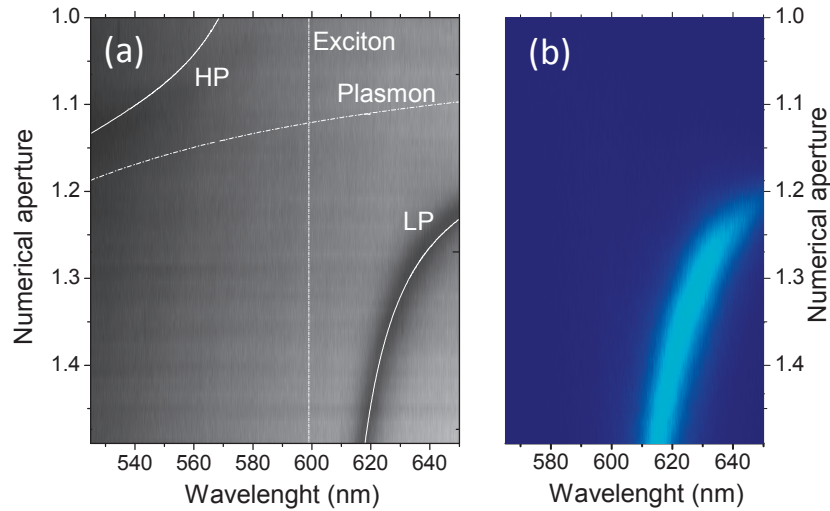 (a)
HP
Exciton
Plasmon
LP
1.0
1.1
1.2
1.3
1.4
Numerical aperture
540 560 580 600 620 640
Wavelenght (nm)
(b)
1.0
1.1
1.2
1.3
1.4
Numerical aperture
580 600 620 640
Wavelenght (nm)